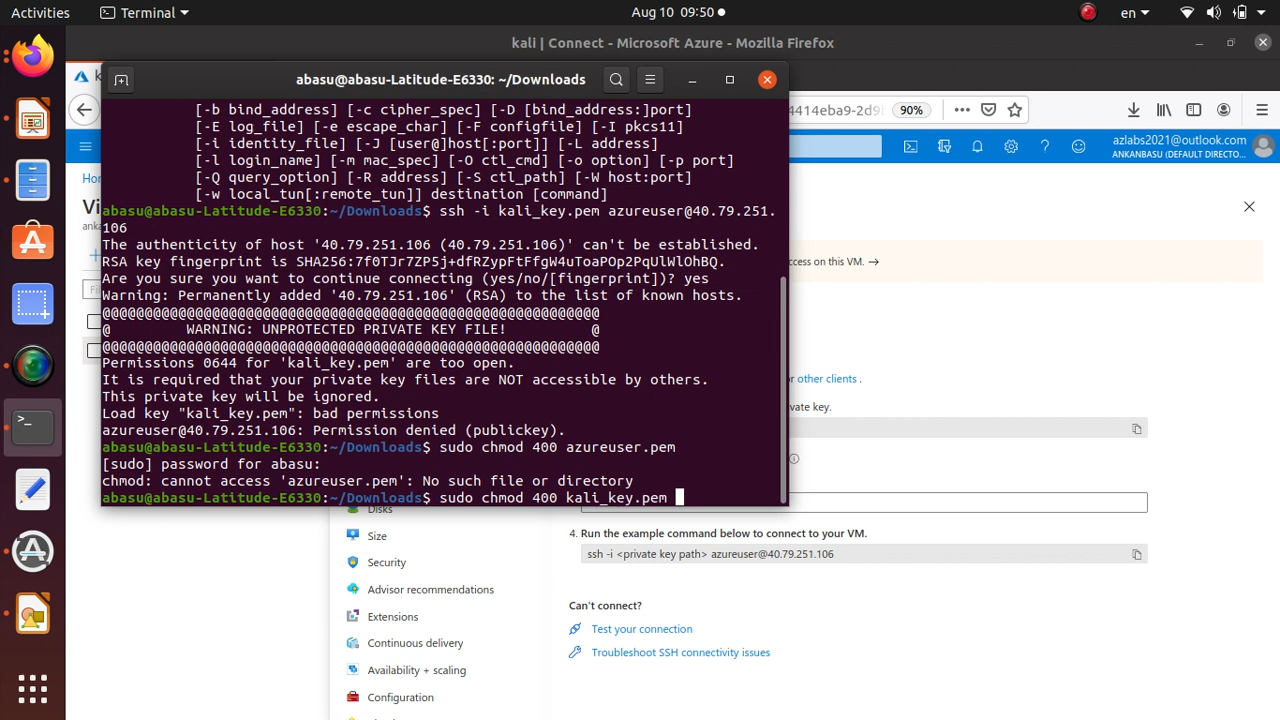 Activities
Terminal
Aug 10 09:50
en
kali | Connect - Microsoft Azure - Mozilla Firefox
abasu@abasu-Latitude-E6330: ~/Downloads
90%
azlabs2021@outlook.com
ANKANBASU (DEFAULT DIRECTO...
[-b bind_address] [-c cipher_spec] [-D [bind_address:]port]
[-E log_file] [-e escape_char] [-F configfile] [-I pkcs11]
[-i identity_file] [-J [user@]host[:port]] [-L address]
[-l login_name] [-m mac_spec] [-O ctl_cmd] [-o option] [-p port]
[-Q query_option] [-R address] [-S ctl_path] [-W host:port]
[-w local_tun[:remote_tun]] destination [command]
abasu@abasu-Latitude-E6330:~/Downloads$ ssh -i kali_key.pem azureuser@40.79.251.
106
The authenticity of host '40.79.251.106 (40.79.251.106)' can't be established.
RSA key fingerprint is SHA256:7f0TJr7ZP5j+dfRZypFtFfgW4uToaPOp2PqUlWlOhBQ.
Are you sure you want to continue connecting (yes/no/[fingerprint])? yes
Warning: Permanently added '40.79.251.106' (RSA) to the list of known hosts.
@@@@@@@@@@@@@@@@@@@@@@@@@@@@@@@@@@@@@@@@@@@@@@@@@@@@@@@@@@@
@         WARNING: UNPROTECTED PRIVATE KEY FILE!          @
@@@@@@@@@@@@@@@@@@@@@@@@@@@@@@@@@@@@@@@@@@@@@@@@@@@@@@@@@@@
Permissions 0644 for 'kali_key.pem' are too open.
It is required that your private key files are NOT accessible by others.
This private key will be ignored.
Load key "kali_key.pem": bad permissions
azureuser@40.79.251.106: Permission denied (publickey).
abasu@abasu-Latitude-E6330:~/Downloads$ sudo chmod 400 azureuser.pem
[sudo] password for abasu:
chmod: cannot access 'azureuser.pem': No such file or directory
abasu@abasu-Latitude-E6330:~/Downloads$ sudo chmod 400 kali_key.pem
on this VM. →
or other clients .
key.
Disks
Size
Security
Advisor recommendations
Extensions
Continuous delivery
Availability + scaling
Configuration
4. Run the example command below to connect to your VM.
ssh -i <private key path> azureuser@40.79.251.106
Can't connect?
Test your connection
Troubleshoot SSH connectivity issues